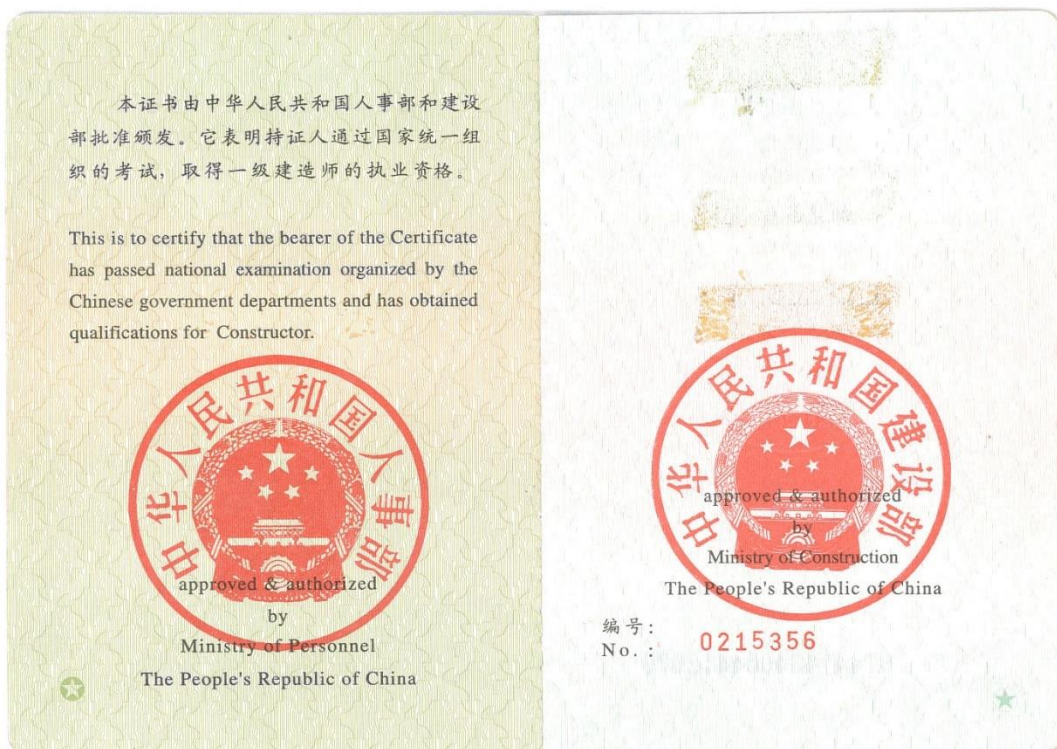 本证书由中华人民共和国人事部和建设
部批准颁发。它表明持证人通过国家统一组
织的考试，取得一级建造师的执业资格。
This is to certify that the bearer of the Certificate
has passed national examination organized by the
Chinese government departments and has obtained
qualifications for Constructor.
中华人民共和国人事部
approved & authorized
by
Ministry of Personnel
The People's Republic of China
中华人民共和国建设部
approved & authorized
by
Ministry of Construction
The People's Republic of China
编号：
No.： 0215356